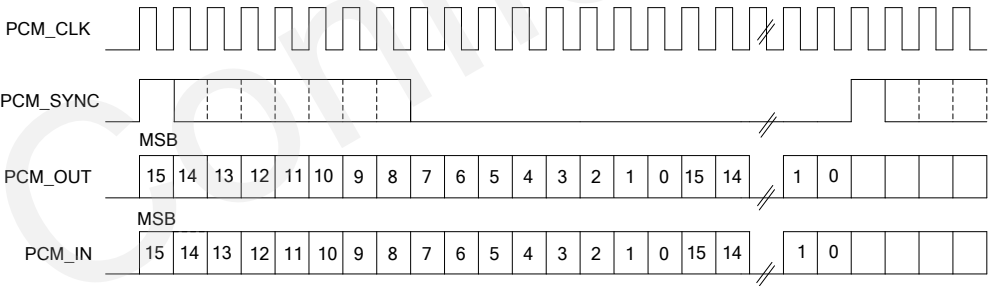 PCM_CLK
PCM_SYNC
MSB
PCM_OUT 15 14 13 12 11 10 9 8 7 6 5 4 3 2 1 0 15 14 1 0
MSB
PCM_IN 15 14 13 12 11 10 9 8 7 6 5 4 3 2 1 0 15 14 1 0